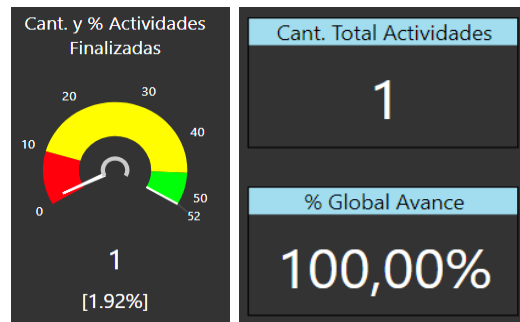 Cant. y % Actividades
Finalizadas
30
20
40
10
50
0
52
1
[1.92%]
Cant. Total Actividades
1
% Global Avance
100,00%